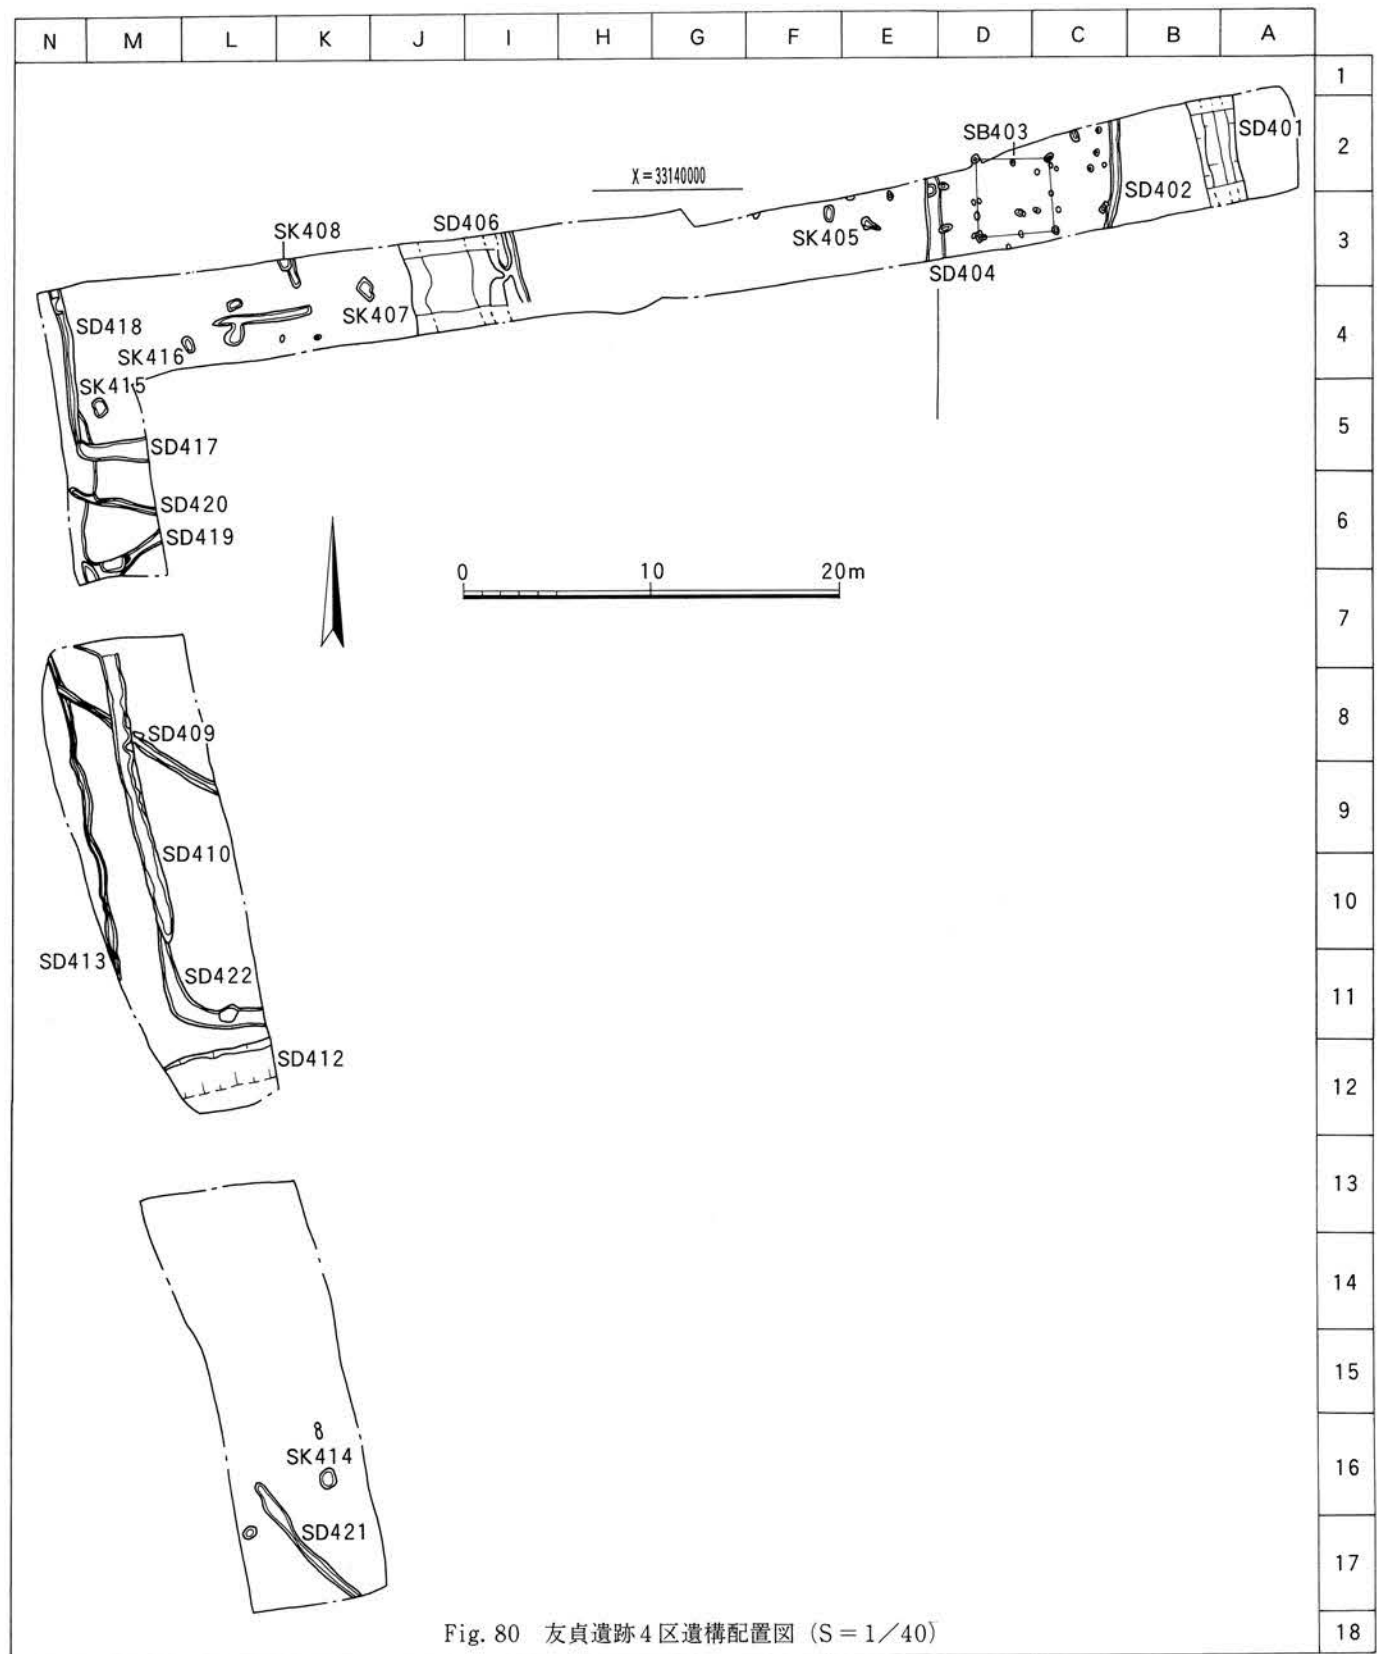 N M L K J I H G F E D C B A
1
2
3
4
5
6
7
8
9
10
11
12
13
14
15
16
17
18
SD401
SB403
SD402
X=33140000
SK408
SD406
SK405
SD404
SD418
SK407
SK416
SK415
SD417
SD420
SD419
0 10 20m
SD409
SD410
SD413
SD422
SD412
SK414
SD421
Fig. 80 友貞遺跡4区遺構配置図 (S=1/40)